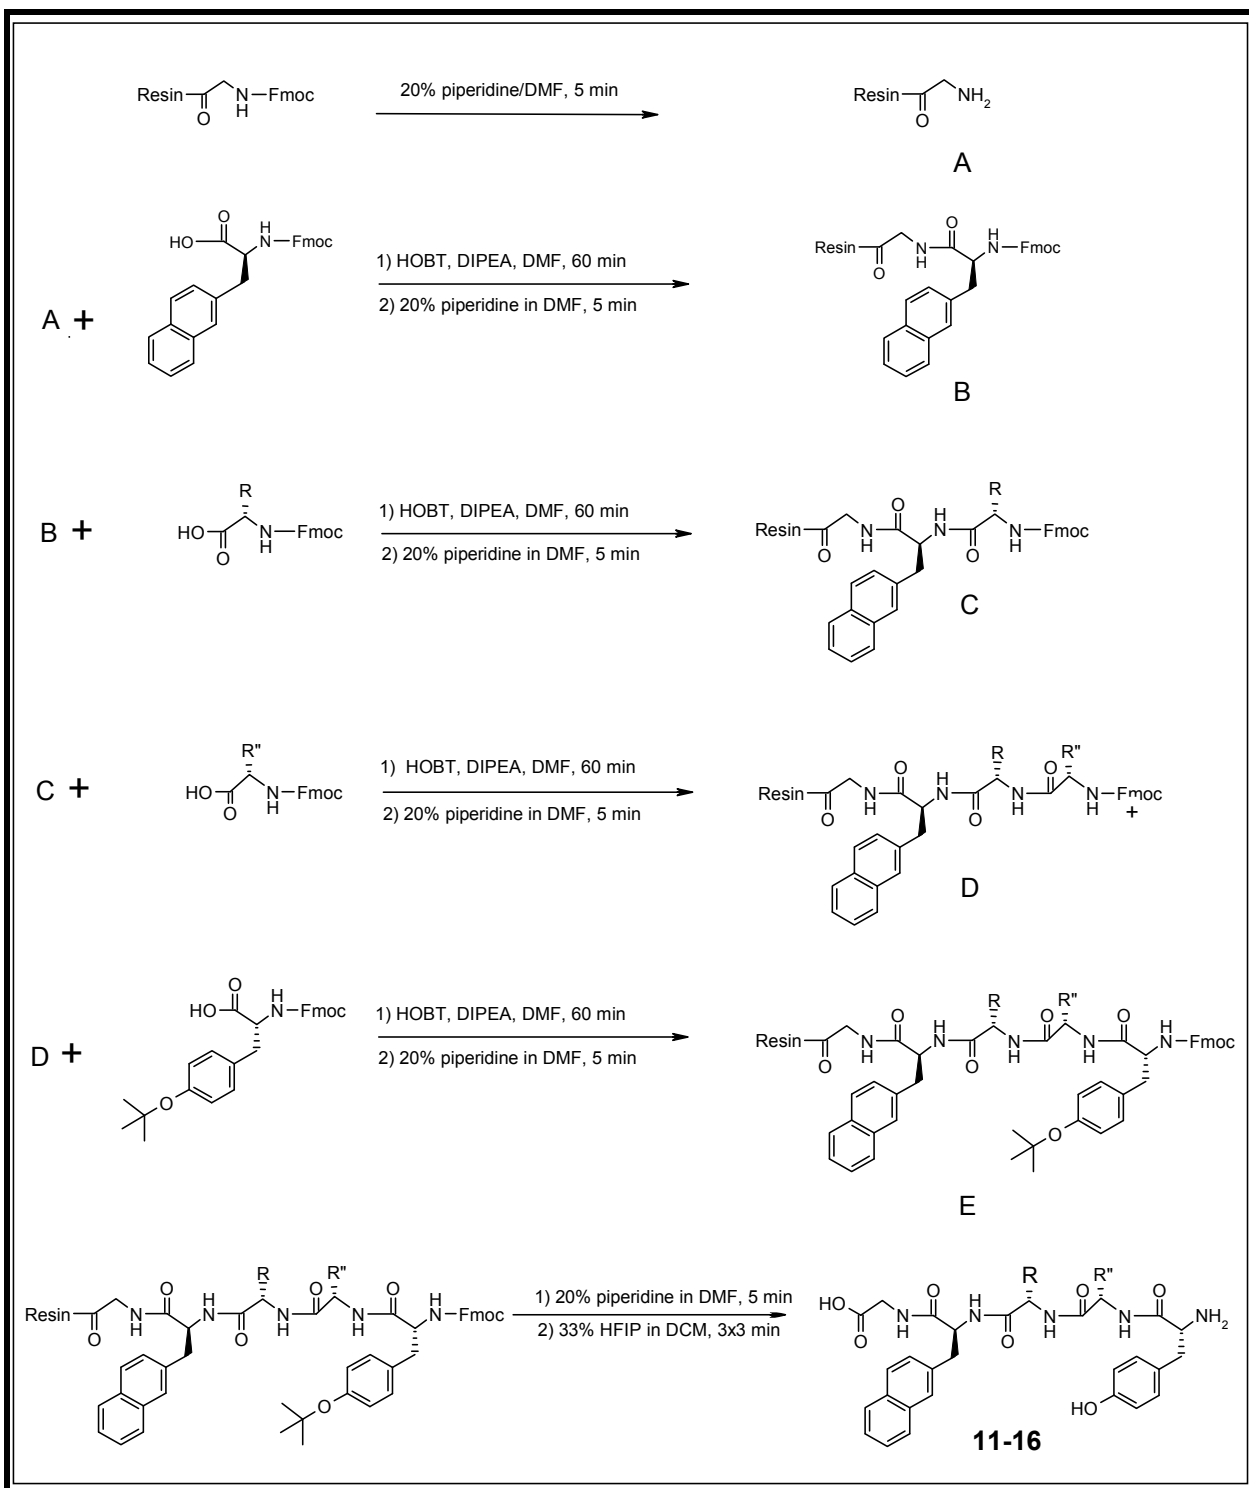 Resin
O
N
H
Fmoc
20% piperidine/DMF, 5 min
Resin
O
NH2
A
A +
HO
O
H
N
Fmoc
1) HOBT, DIPEA, DMF, 60 min
2) 20% piperidine in DMF, 5 min
Resin
O
N
H
O
H
N
Fmoc
B
B +
R
HO
O
N
H
Fmoc
1) HOBT, DIPEA, DMF, 60 min
2) 20% piperidine in DMF, 5 min
Resin
O
N
H
O
H
N
O
R
N
H
Fmoc
C
C +
R"
HO
O
N
H
Fmoc
1) HOBT, DIPEA, DMF, 60 min
2) 20% piperidine in DMF, 5 min
Resin
O
N
H
O
H
N
O
R
N
H
O
R"
N
H
Fmoc
+
D
D +
HO
O
H
N
Fmoc
O
1) HOBT, DIPEA, DMF, 60 min
2) 20% piperidine in DMF, 5 min
Resin
O
N
H
O
H
N
O
R
N
H
O
R"
N
H
O
H
N
Fmoc
O
E
Resin
O
N
H
O
H
N
O
R
N
H
O
R"
N
H
O
H
N
Fmoc
O
1) 20% piperidine in DMF, 5 min
2) 33% HFIP in DCM, 3x3 min
HO
O
N
H
O
H
N
O
R
N
H
O
R"
N
H
O
NH2
HO
11-16